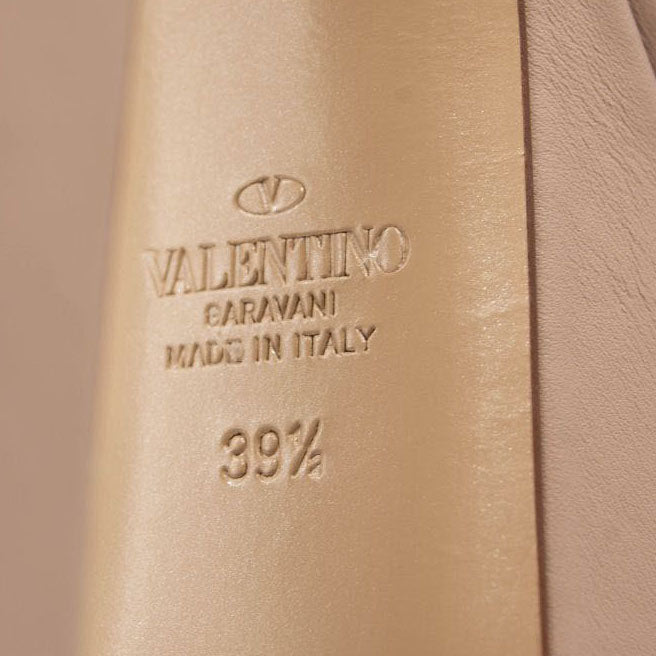 V
VALENTINO
GARAVANI
MADE IN ITALY
39½